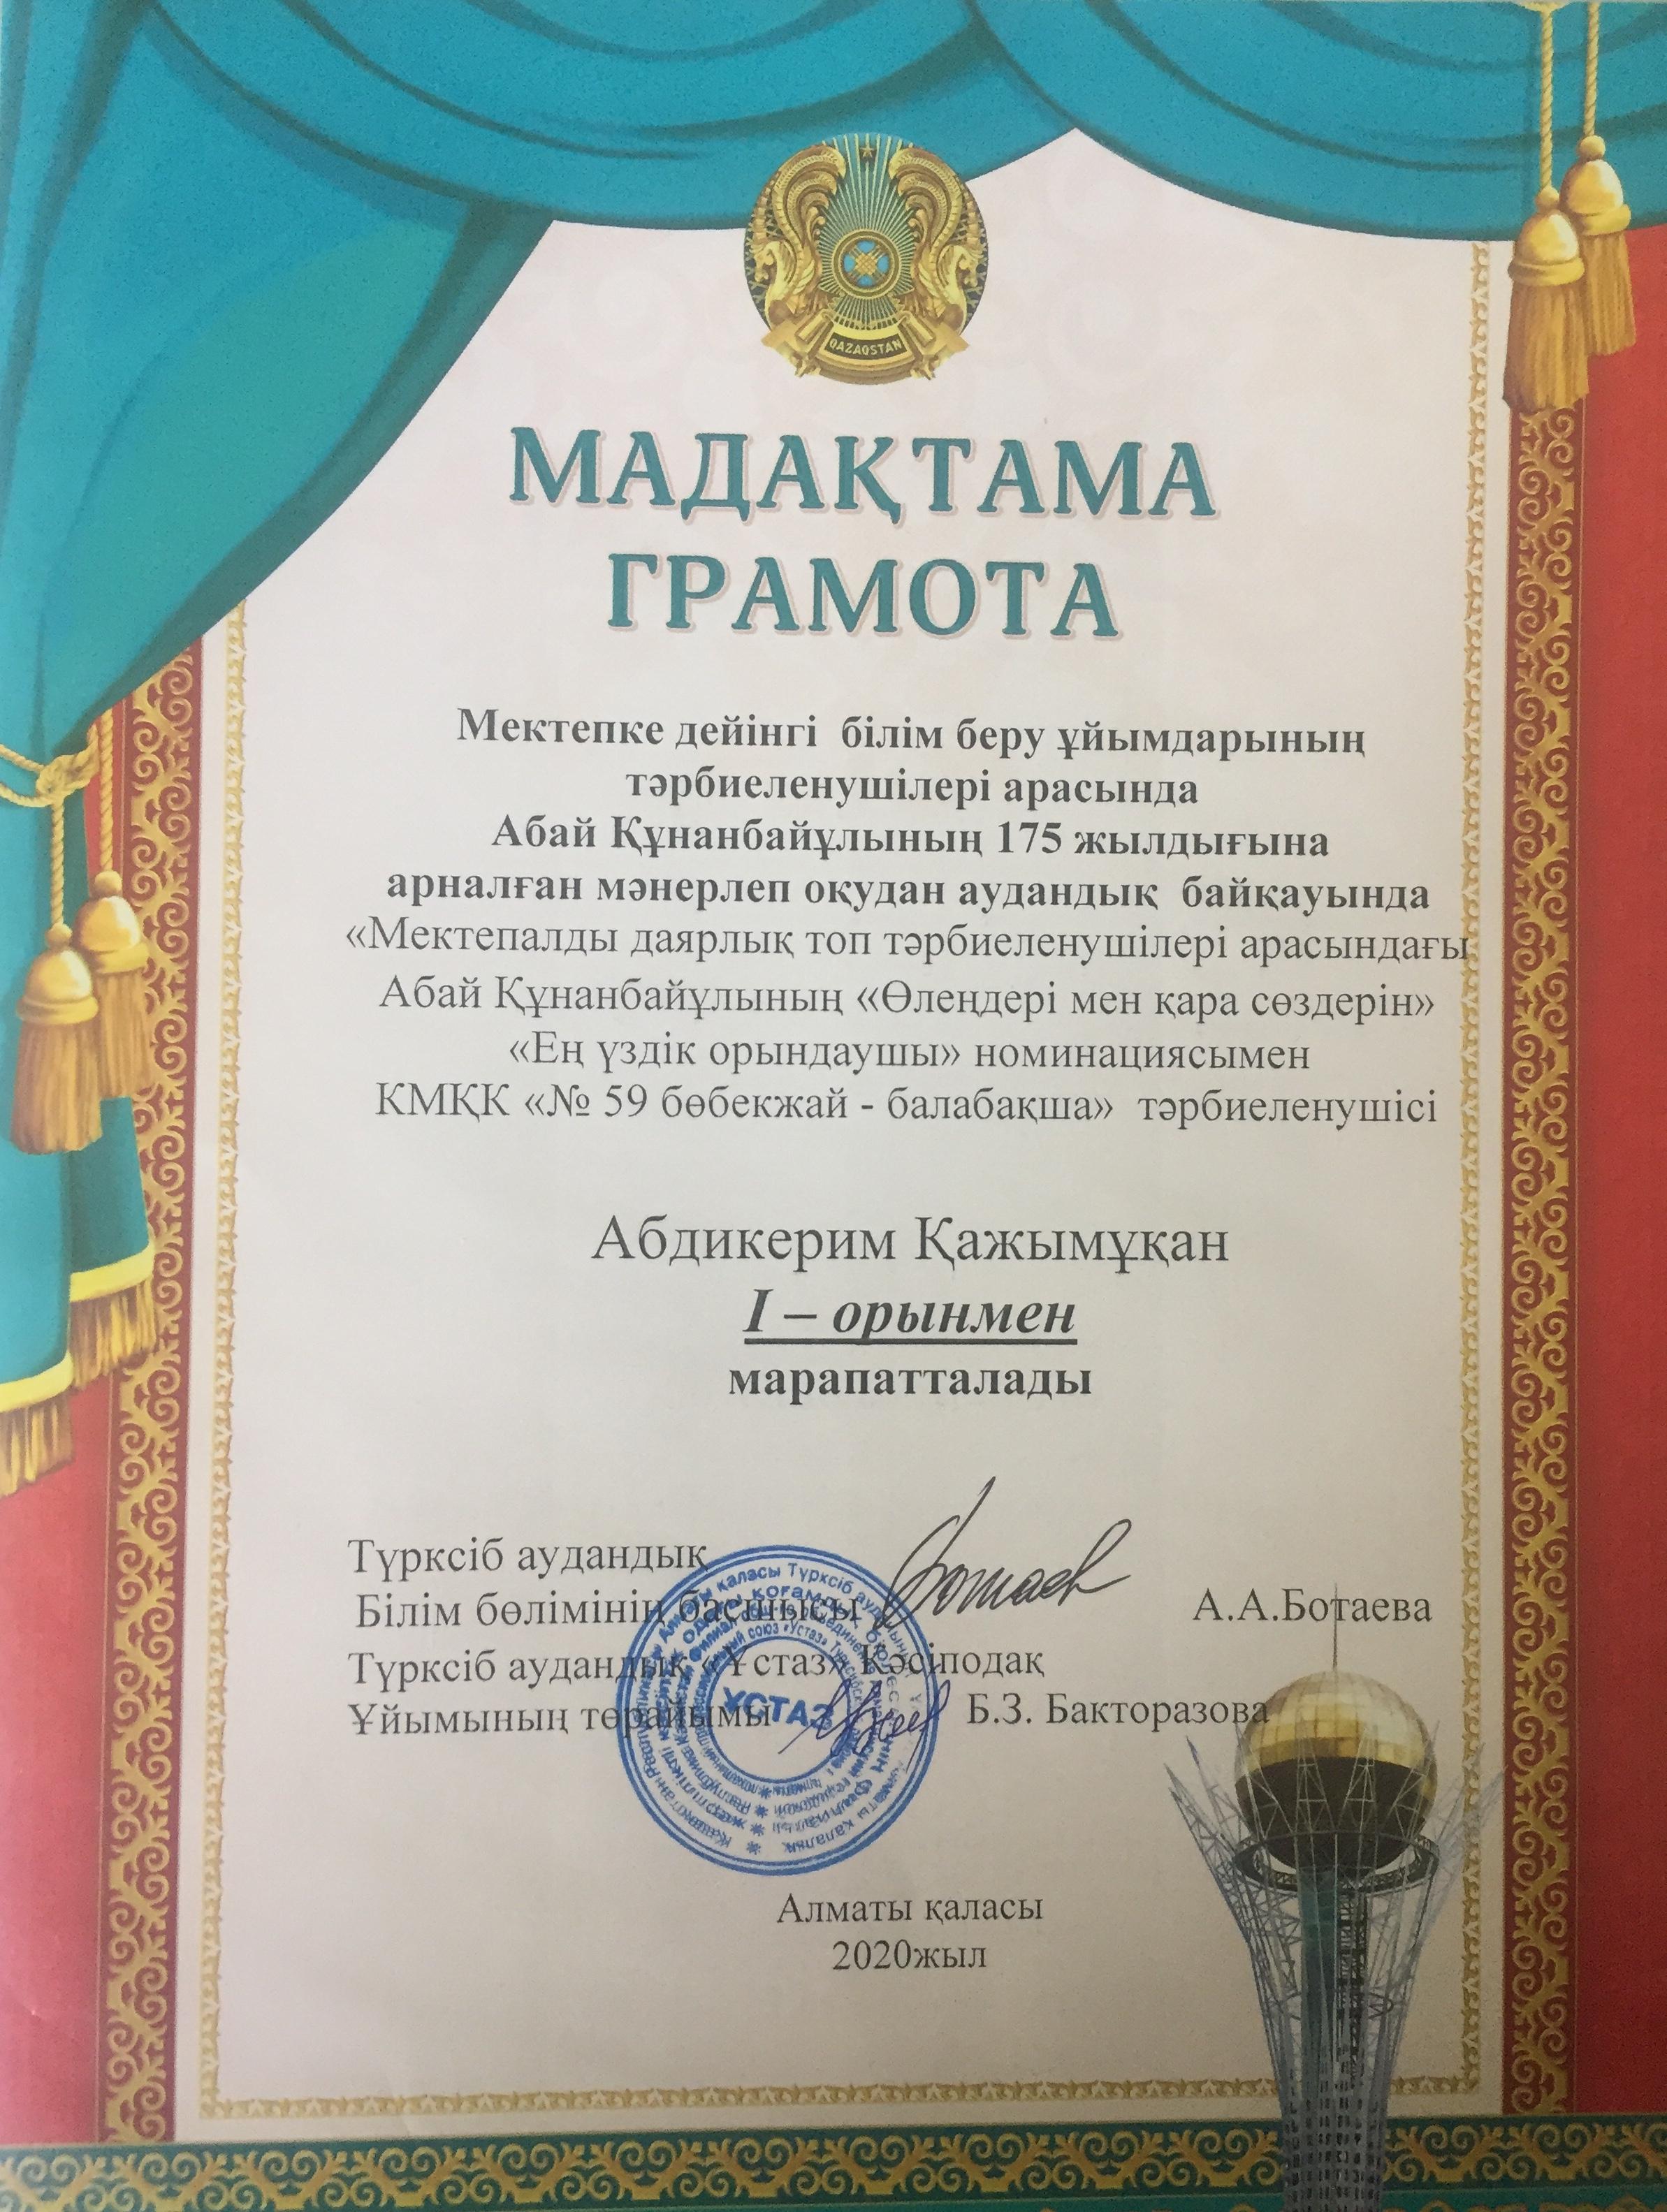 QAZAQSTAN
МАДАҚТАМА
ГРАМОТА
Мектепке дейінгі білім беру ұйымдарының
тәрбиеленушілері арасында
Абай Құнанбайұлының 175 жылдығына
арналған мәнерлеп оқудан аудандық байқауында
«Мектепалды даярлық топ тәрбиеленушілері арасындағы
Абай Құнанбайұлының «Өлеңдері мен қара сөздерін»
«Ең үздік орындаушы» номинациясымен
КМҚК «№ 59 бөбекжай - балабақша» тәрбиеленушісі
Абдикерим Қажымұқан
I – орынмен
марапатталады
Түрксіб аудандық
Білім бөлімінің басшысы А.А.Ботаева
Түрксіб аудандық «Ұстаз» Кәсіподақ
Ұйымының төрайымы Б.З. Бакторазова
ҰСТАЗ
Алматы қаласы
2020жыл